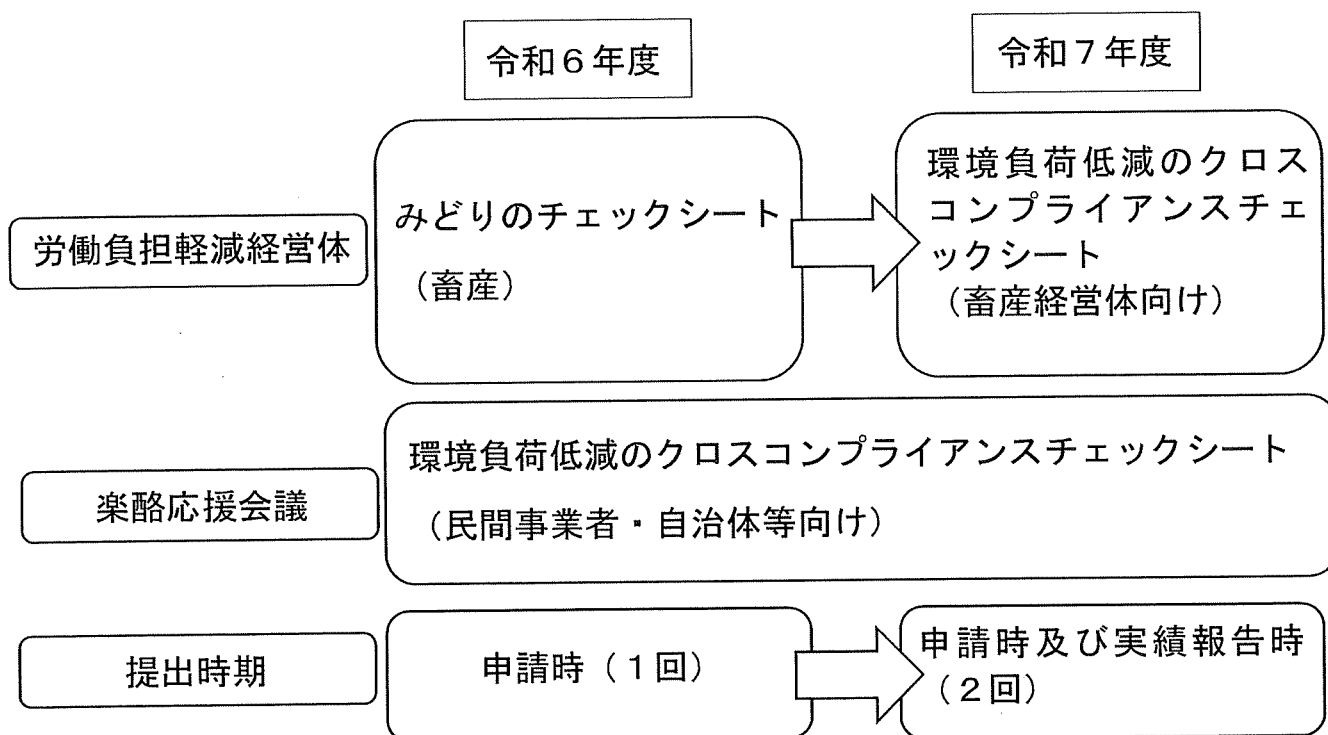 令和６年度
令和７年度
労働負担軽減経営体
みどりのチェックシート
（畜産）
環境負荷低減のクロス
コンプライアンスチェ
ックシート
（畜産経営体向け）
楽酪応援会議
環境負荷低減のクロスコンプライアンスチェックシート
（民間事業者・自治体等向け）
提出時期
申請時（１回）
申請時及び実績報告時
（２回）